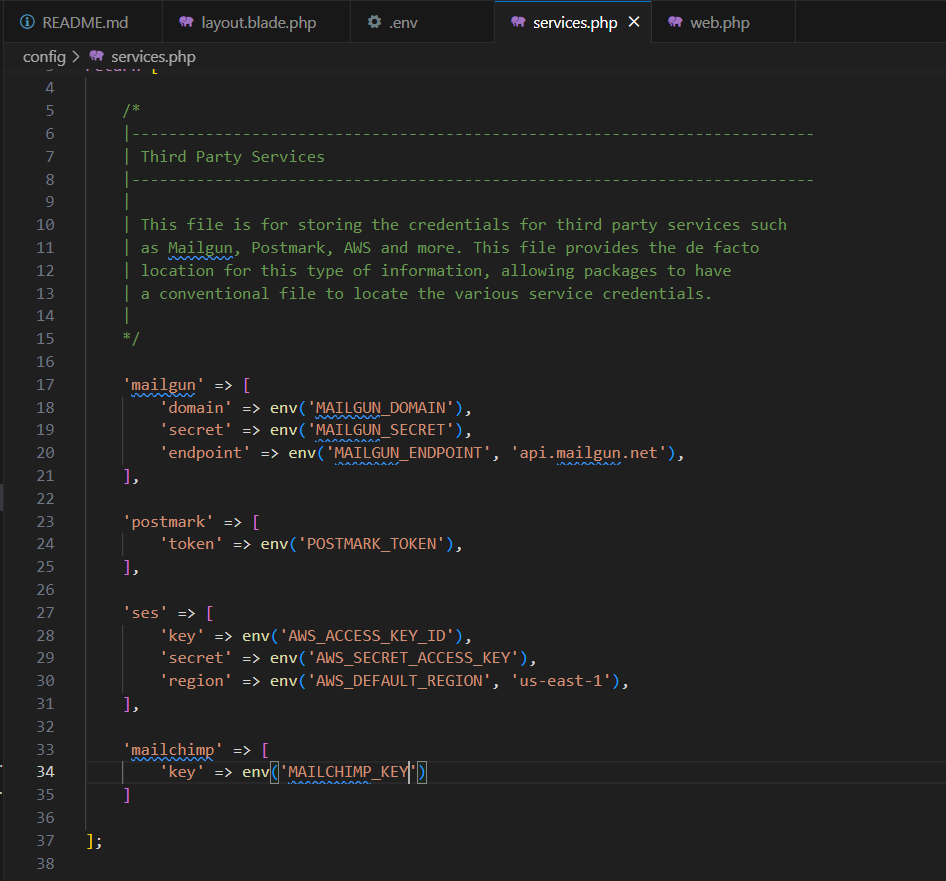 README.md layout.blade.php .env services.php web.php
config > services.php
return [
4
5 /*
6 |--------------------------------------------------------------------------
7 | Third Party Services
8 |--------------------------------------------------------------------------
9 |
10 | This file is for storing the credentials for third party services such
11 | as Mailgun, Postmark, AWS and more. This file provides the de facto
12 | location for this type of information, allowing packages to have
13 | a conventional file to locate the various service credentials.
14 |
15 */
16
17 'mailgun' => [
18 'domain' => env('MAILGUN_DOMAIN'),
19 'secret' => env('MAILGUN_SECRET'),
20 'endpoint' => env('MAILGUN_ENDPOINT', 'api.mailgun.net'),
21 ],
22
23 'postmark' => [
24 'token' => env('POSTMARK_TOKEN'),
25 ],
26
27 'ses' => [
28 'key' => env('AWS_ACCESS_KEY_ID'),
29 'secret' => env('AWS_SECRET_ACCESS_KEY'),
30 'region' => env('AWS_DEFAULT_REGION', 'us-east-1'),
31 ],
32
33 'mailchimp' => [
34 'key' => env('MAILCHIMP_KEY')
35 ]
36
37 ];
38